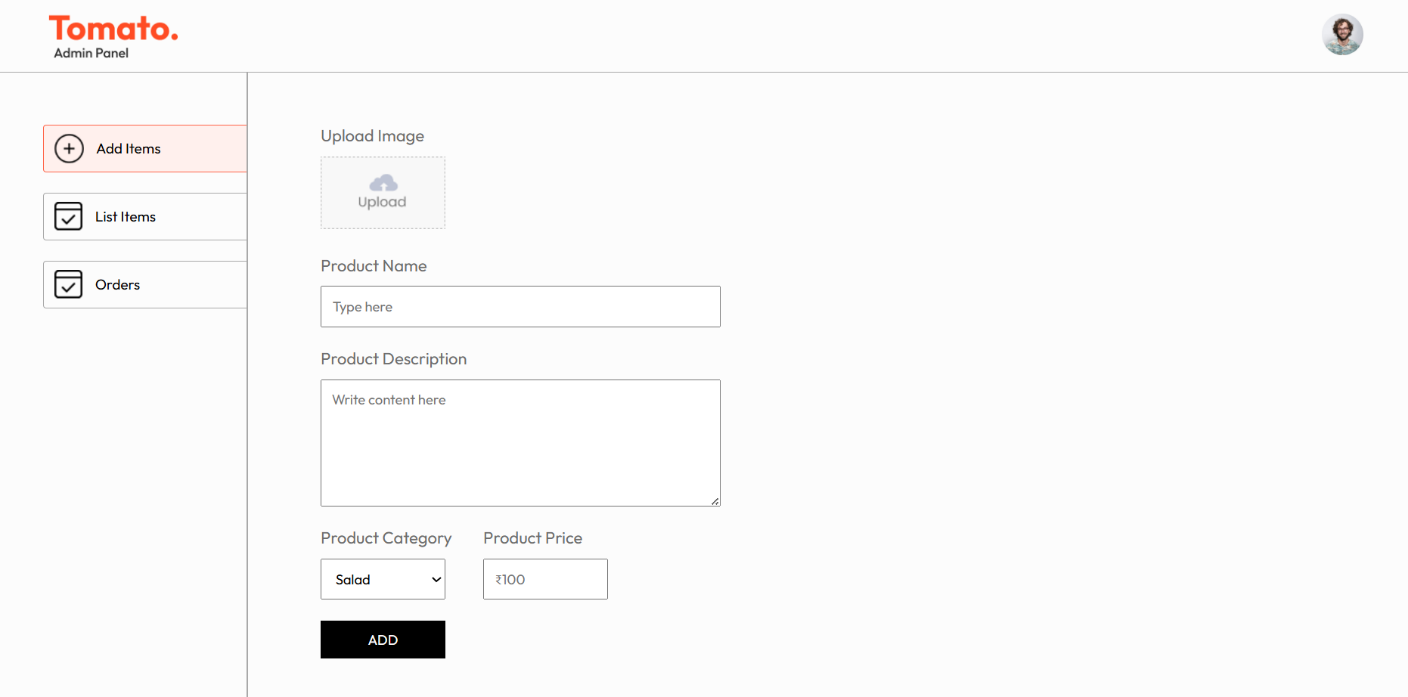 Tomato.
Admin Panel
Add Items
List Items
Orders
Upload Image
Upload
Product Name
Type here
Product Description
Write content here
Product Category Product Price
Salad ₹100
ADD